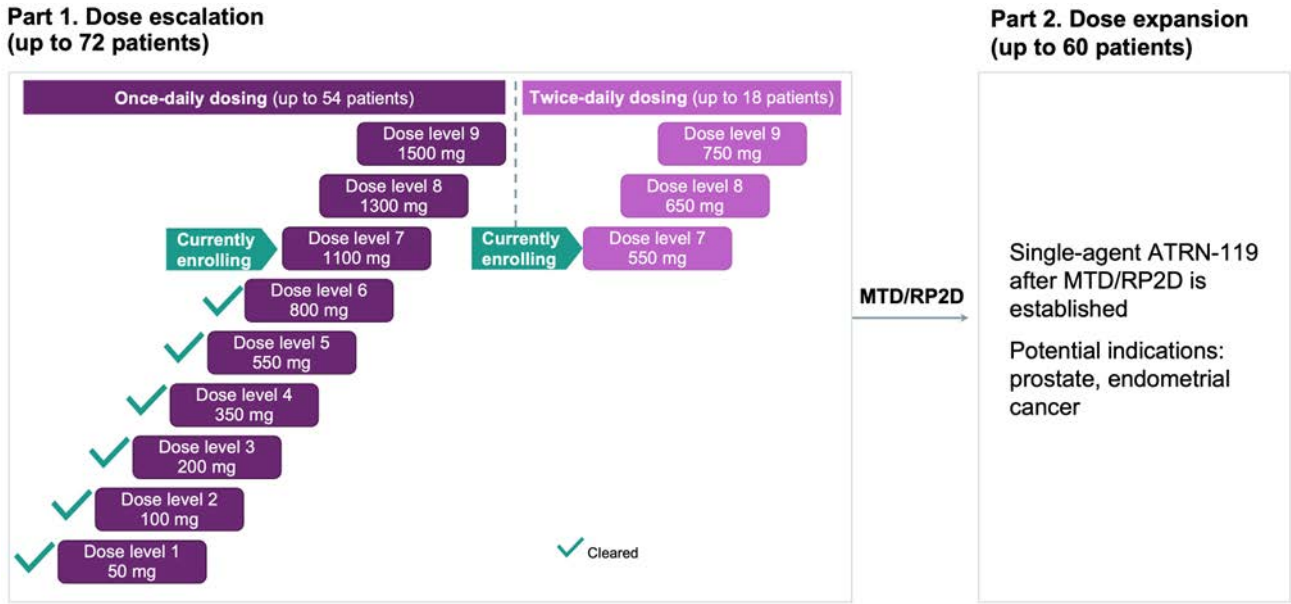 Part 1. Dose escalation
(up to 72 patients)
Part 2. Dose expansion
(up to 60 patients)
Once-daily dosing (up to 54 patients)
Twice-daily dosing (up to 18 patients)
Dose level 9
1500 mg
Dose level 9
750 mg
Dose level 8
1300 mg
Dose level 8
650 mg
Currently
enrolling
Dose level 7
1100 mg
Currently
enrolling
Dose level 7
550 mg
Dose level 6
800 mg
Dose level 5
550 mg
Dose level 4
350 mg
Dose level 3
200 mg
Dose level 2
100 mg
Dose level 1
50 mg
Cleared
MTD/RP2D
Single-agent ATRN-119
after MTD/RP2D is
established
Potential indications:
prostate, endometrial
cancer